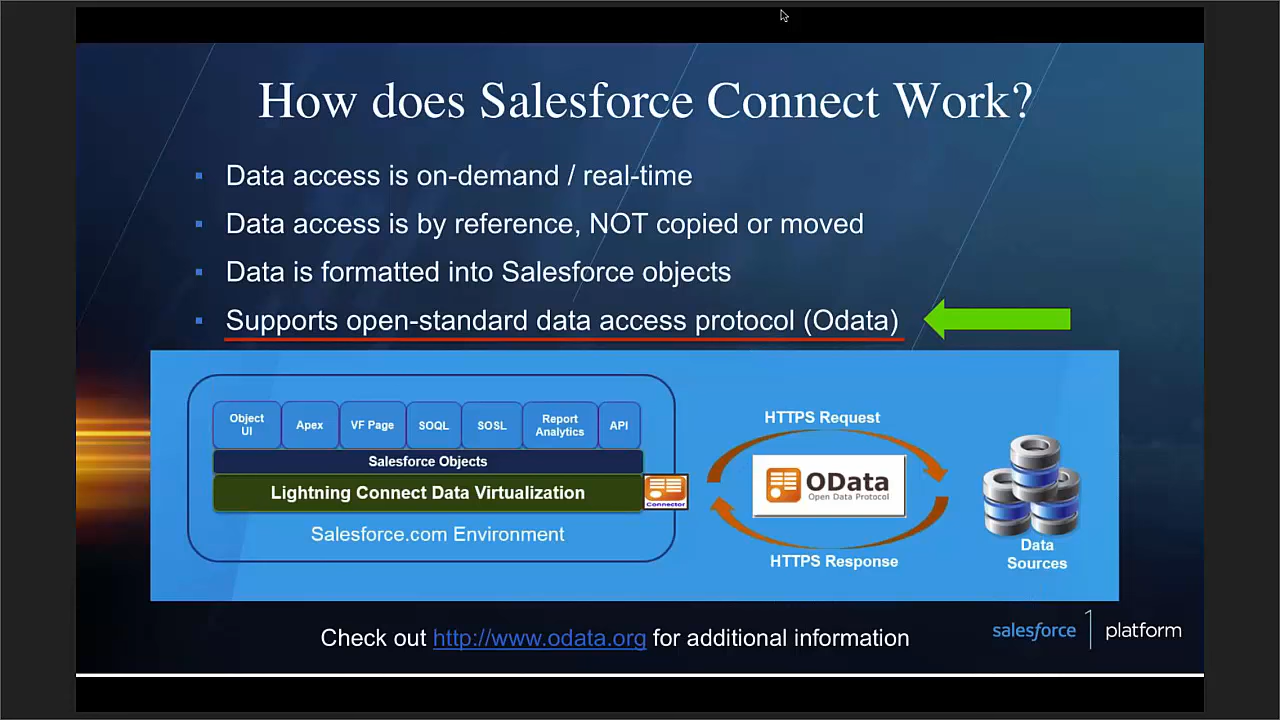 How does Salesforce Connect Work?
Data access is on-demand / real-time
Data access is by reference, NOT copied or moved
Data is formatted into Salesforce objects
Supports open-standard data access protocol (Odata)
Object
UI
Apex
VF Page
SOQL
SOSL
Report
Analytics
API
Salesforce Objects
Lightning Connect Data Virtualization
Connector
Salesforce.com Environment
HTTPS Request
OData
Open Data Protocol
HTTPS Response
Data
Sources
Check out http://www.odata.org for additional information
salesforce1 platform